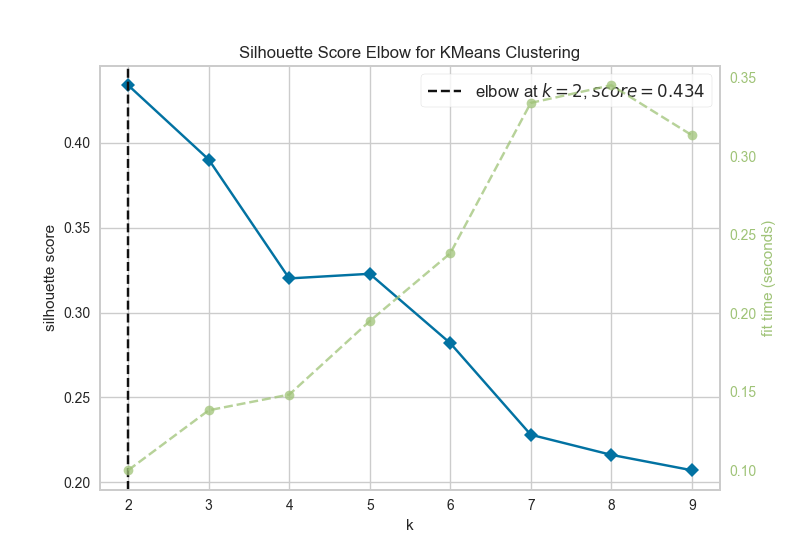 Silhouette Score Elbow for KMeans Clustering
elbow at k = 2, score = 0.434
silhouette score
0.40
0.35
0.30
0.25
0.20
0.35
0.30
0.25
0.20
0.15
0.10
fit time (seconds)
2 3 4 5 6 7 8 9
k